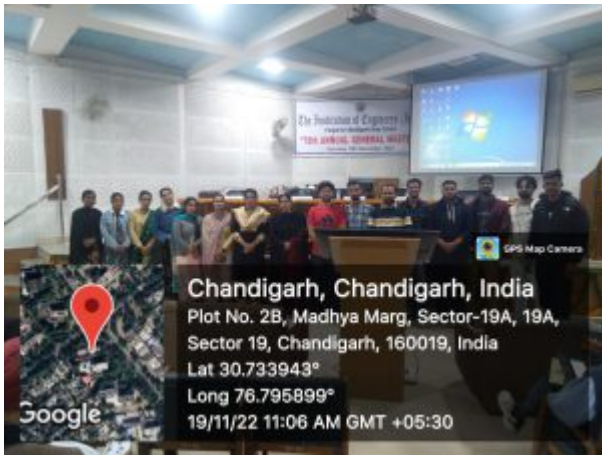 The Institution of Engineers
ANNUAL GENERAL MEETING
GPS Map Camera
Chandigarh, Chandigarh, India
Plot No. 2B, Madhya Marg, Sector-19A, 19A,
Sector 19, Chandigarh, 160019, India
Lat 30.733943°
Long 76.795899°
19/11/22 11:06 AM GMT +05:30
Google